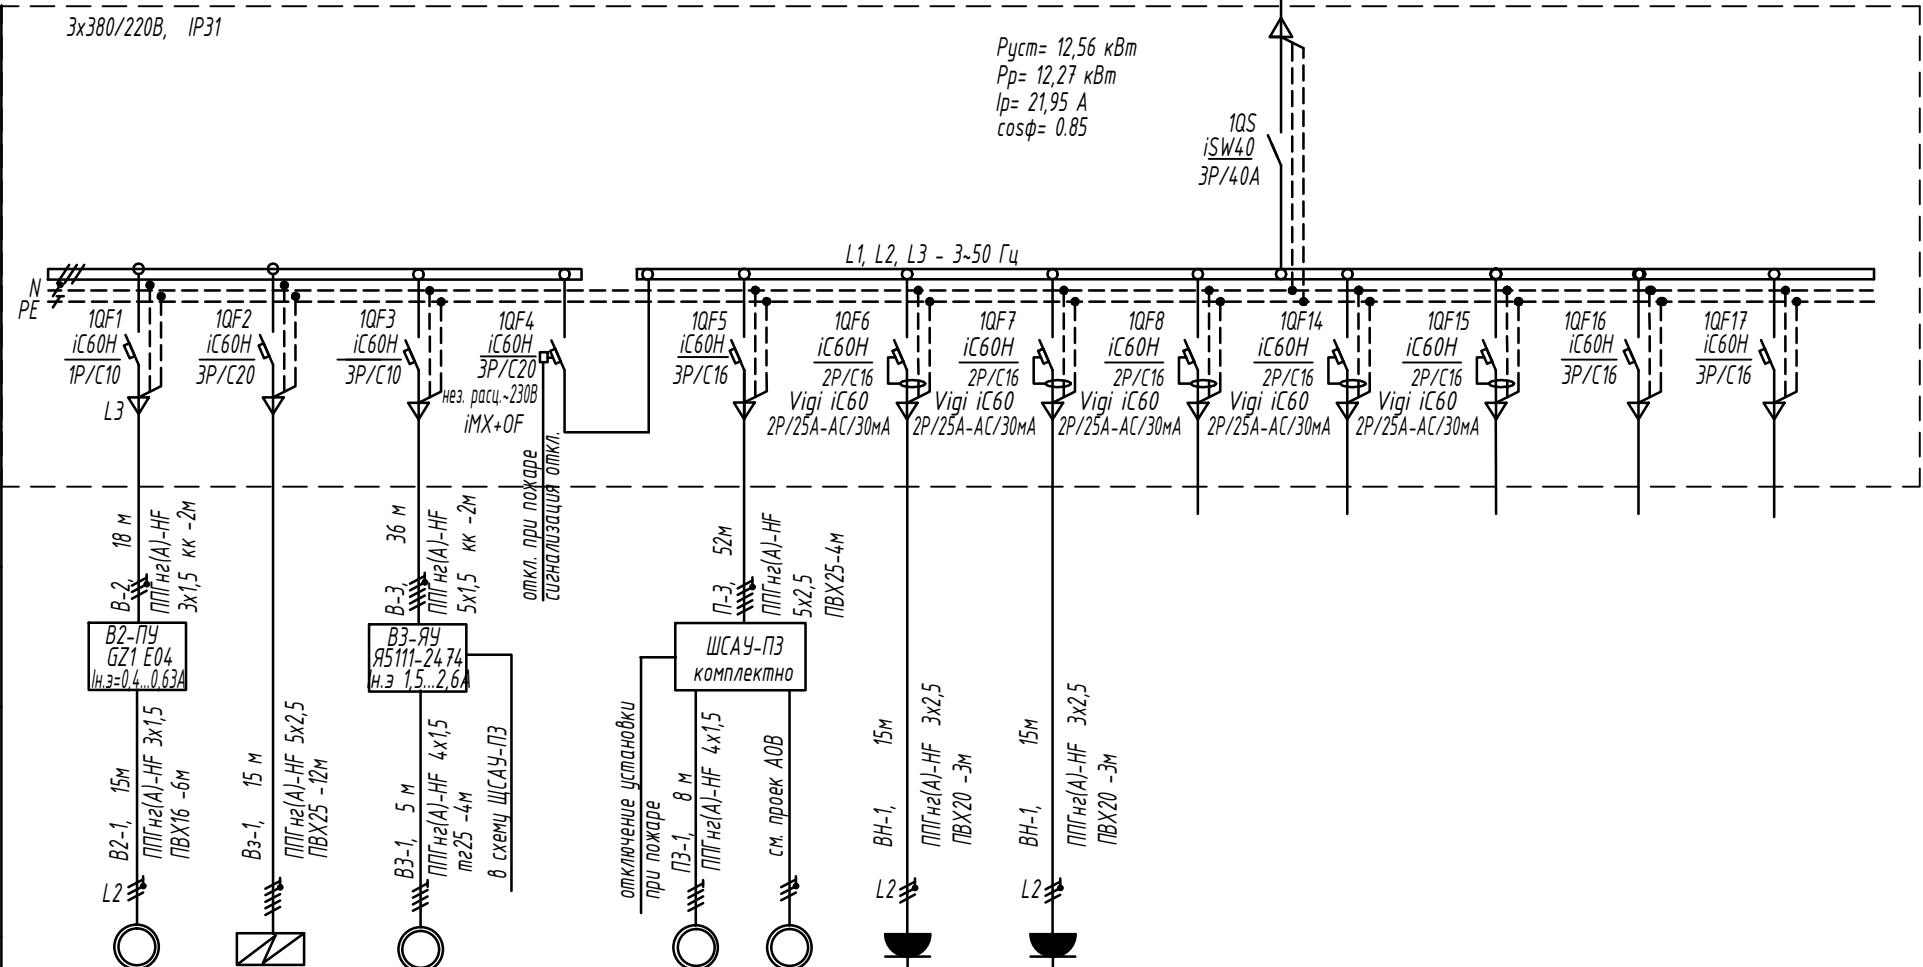 3х380/220В, IP31
Руст= 12,56 кВт
Рр= 12,27 кВт
Iр= 21,95 А
cosф= 0.85
1QS
iSW40
3Р/40А
L1, L2, L3 - 3~50 Гц
N
PE
1QF1
iC60H
1P/C10
L3
1QF2
iC60H
3P/C20
1QF3
iC60H
3P/C10
1QF4
iC60H
3P/C20
нез. расц.~230В
iMX+OF
1QF5
iC60H
3P/C16
1QF6
iC60H
2P/C16
Vigi iC60
2P/25A-AC/30мА
1QF7
iC60H
2P/C16
Vigi iC60
2P/25A-AC/30мА
1QF8
iC60H
2P/C16
Vigi iC60
2P/25A-AC/30мА
1QF14
iC60H
2P/C16
Vigi iC60
2P/25A-AC/30мА
1QF15
iC60H
2P/C16
Vigi iC60
2P/25A-AC/30мА
1QF16
iC60H
3P/C16
1QF17
iC60H
3P/C16
В-2, 18 м
ППГнг(А)-HF
3х1,5 кк -2м
В-3, 36 м
ППГнг(А)-HF
5х1,5 кк -2м
откл. при пожаре
сигнализация откл.
П-3, 52м
ППГнг(А)-HF
5х2,5
ПВХ25-4м
В2-ПУ
GZ1 E04
Iн.э=0,4...0,63А
В3-ЯУ
Я5111-2474
Iн.э 1,5...2,6А
ШСАУ-П3
комплектно
В2-1, 15м
ППГнг(А)-HF 3х1,5
ПВХ16 -6м
L2
Вз-1, 15 м
ППГнг(А)-HF 5х2,5
ПВХ25 -12м
В3-1, 5 м
ППГнг(А)-HF 4х1,5
тг25 -4м
в схему ЩСАУ-П3
отключение установки
при пожаре
П3-1, 8 м
ППГнг(А)-HF 4х1,5
см. проек АОВ
ВН-1, 15м
ППГнг(А)-HF 3х2,5
ПВХ20 -3м
L2
ВН-1, 15м
ППГнг(А)-HF 3х2,5
ПВХ20 -3м
L2